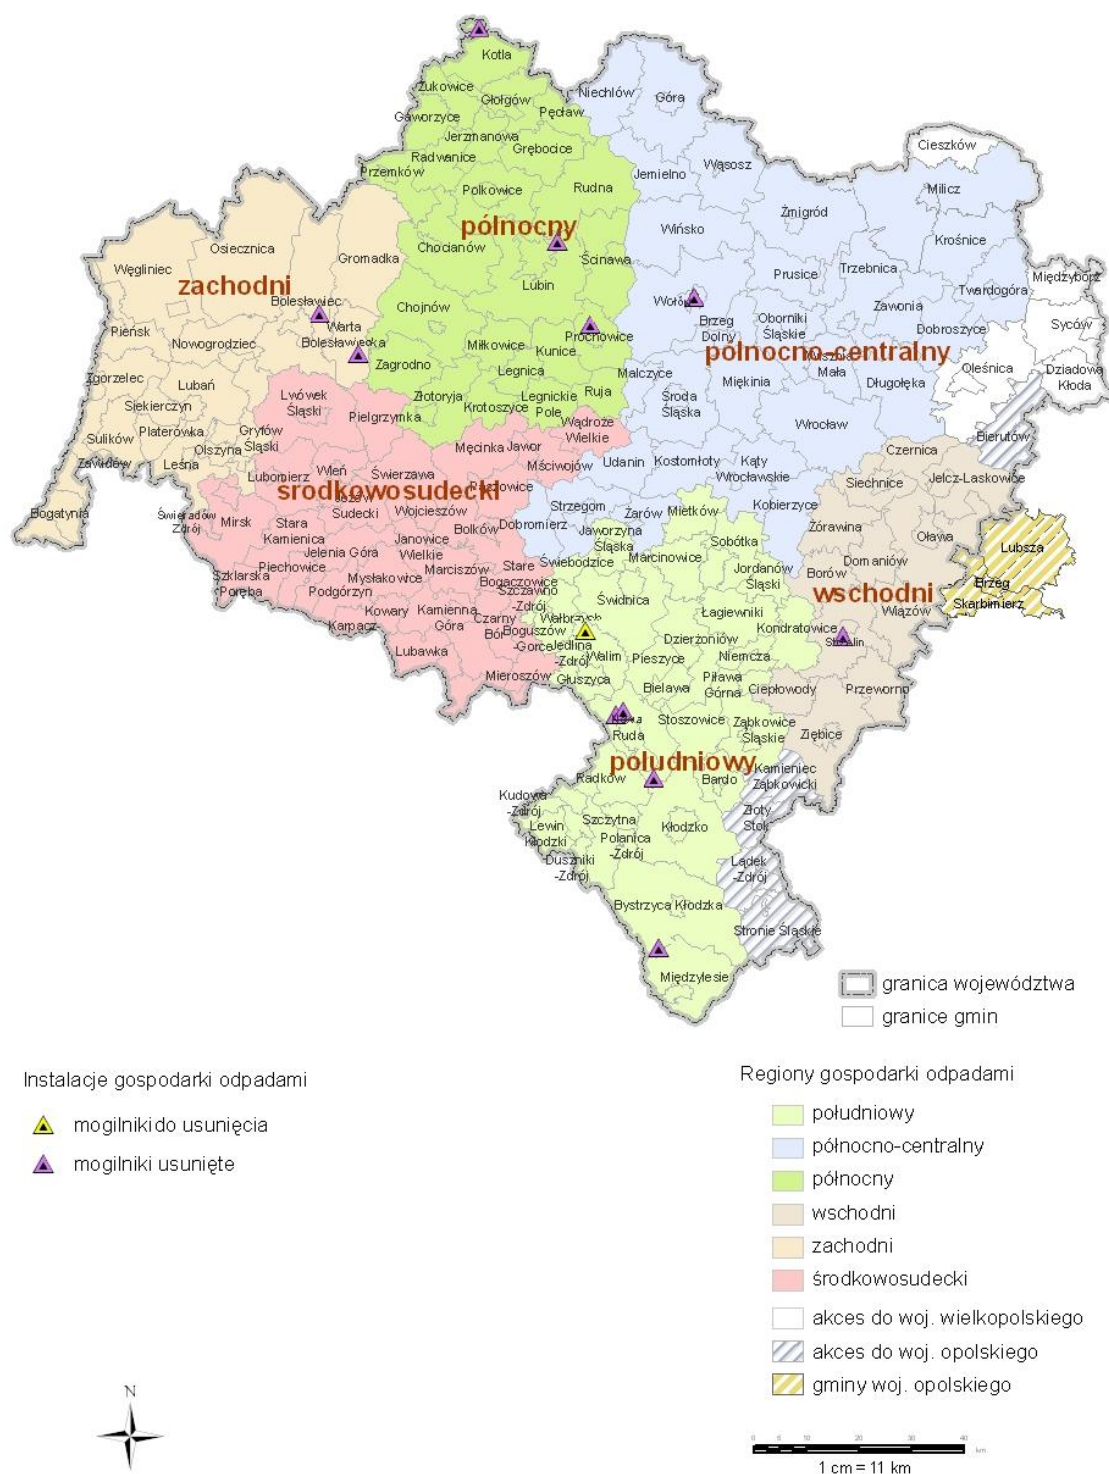 Kotla
Żukowice
Głogów
Niechlów
Góra
Pęcław
Gaworzyce
Jerzmanowa
Grębocice
Cieszków
Radwanice
Przemków
Jemielno
Wąsosz
Polkowice
Rudna
Milicz
północny
Żmigród
Wińsko
Krośnice
Osiecznica
Chocianów
Gromadka
Ścinawa
Węgliniec
Prusice
Trzebnica
Międzybórz
zachodni
Lubin
Twardogóra
Bolesławiec
Chojnów
Wołów
Zawonia
Syców
Pieńsk
Warta
Bolesławiecka
Nowogrodziec
Prochowice
Brzeg
Dolny
Oborniki
Śląskie
Dobroszyce
Miłkowice
Kunice
północno-centralny
Zagrodno
Legnica
Malczyce
Mała
Oleśnica
Dziadowa
Kłoda
Zgorzelec
Lubań
Miękinia
Długołęka
Siekierczyn
Lwówek
Śląski
Pielgrzymka
Złotoryja
Krotoszyce
Legnickie
Pole
Ruja
Środa
Śląska
Wrocław
Sulików
Platerówka
Gryfów
Śląski
Olszyna
Wądroże
Wielkie
Bierutów
Męcinka
Jawor
Czernica
Zawidów
Leśna
Lubomierz
Wleń
Świerzawa
Mściwojów
Udanin
Kostomłoty
Kąty
Wrocławskie
Siechnice
Jelcz-Laskowice
środkowosudecki
Paszowice
Bogatynia
Świeradów
Zdrój
Mirsk
Stara
Kamienica
Sudecki
Wojcieszów
Bolków
Dobromierz
Strzegom
Żarów
Mietków
Kobierzyce
Żórawina
Oława
Jaworzyna
Śląska
Sobótka
Lubsza
Jelenia Góra
Janowice
Wielkie
Świebodzice
Marcinowice
Domaniów
Piechowice
Marciszów
Stare
Bogaczowice
Jordanów
Śląski
Borów
Szklarska
Poręba
Mysłakowice
Podgórzyn
Szczawno
-Zdrój
Świdnica
wschodni
Brzeg
Skarbimierz
Kowary
Kamienna
Góra
Czarny
Bór
Wałbrzych
Łagiewniki
Wiązów
Karpacz
Boguszów
-Gorce
Jedlina
-Zdrój
Dzierżoniów
Kondratowice
Strzelin
Lubawka
Walim
Pieszyce
Niemcza
Mieroszów
Głuszyca
Bielawa
Piława
Górna
Ciepłowody
Przeworno
Nowa
Ruda
Stoszowice
Ząbkowice
Śląskie
Ziębice
południowy
Kamieniec
Ząbkowicki
Radków
Bardo
Kudowa
-Zdrój
Złoty
Stok
Lewin
Kłodzki
Szczytna
Kłodzko
Polanica
-Zdrój
Duszniki
-Zdrój
Lądek
-Zdrój
Bystrzyca Kłodzka
Stronie Śląskie
Międzylesie
granica województwa
granice gmin
Instalacje gospodarki odpadami
mogilniki do usunięcia
mogilniki usunięte
Regiony gospodarki odpadami
południowy
północno-centralny
północny
wschodni
zachodni
środkowosudecki
akces do woj. wielkopolskiego
akces do woj. opolskiego
gminy woj. opolskiego
N
0 5 10 20 30 40
km
1 cm = 11 km